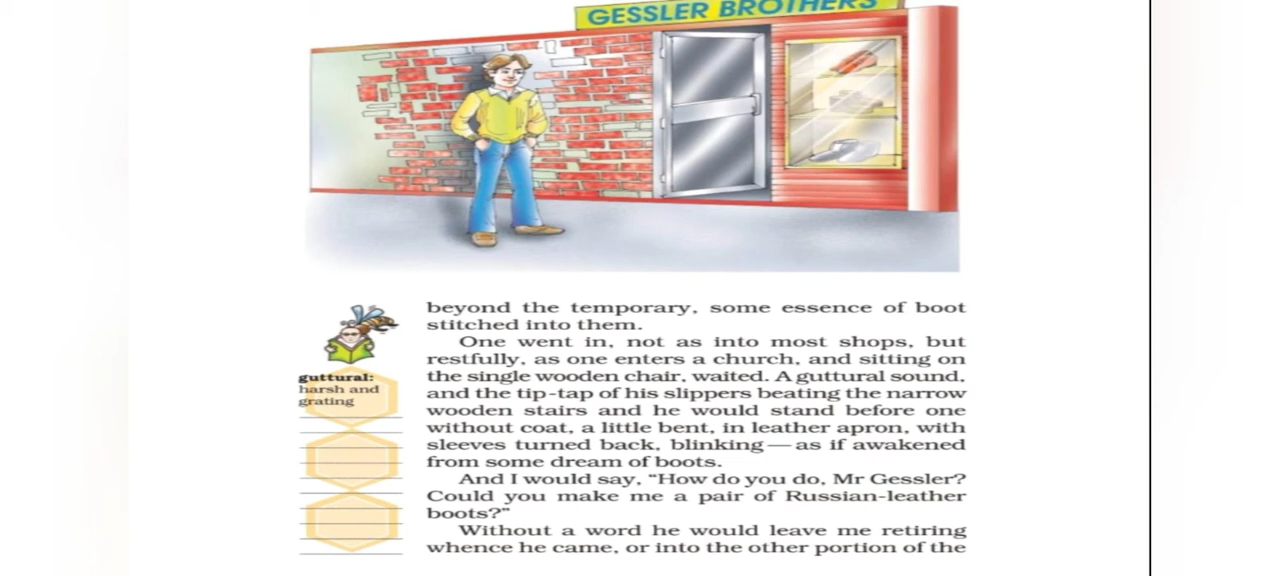 GESSLER BROTHERS
beyond the temporary, some essence of boot
stitched into them.
One went in, not as into most shops, but
restfully, as one enters a church, and sitting on
the single wooden chair, waited. A guttural sound,
and the tip-tap of his slippers beating the narrow
wooden stairs and he would stand before one
without coat, a little bent, in leather apron, with
sleeves turned back, blinking — as if awakened
from some dream of boots.
And I would say, “How do you do, Mr Gessler?
Could you make me a pair of Russian-leather
boots?”
Without a word he would leave me retiring
whence he came, or into the other portion of the
guttural:
harsh and
grating